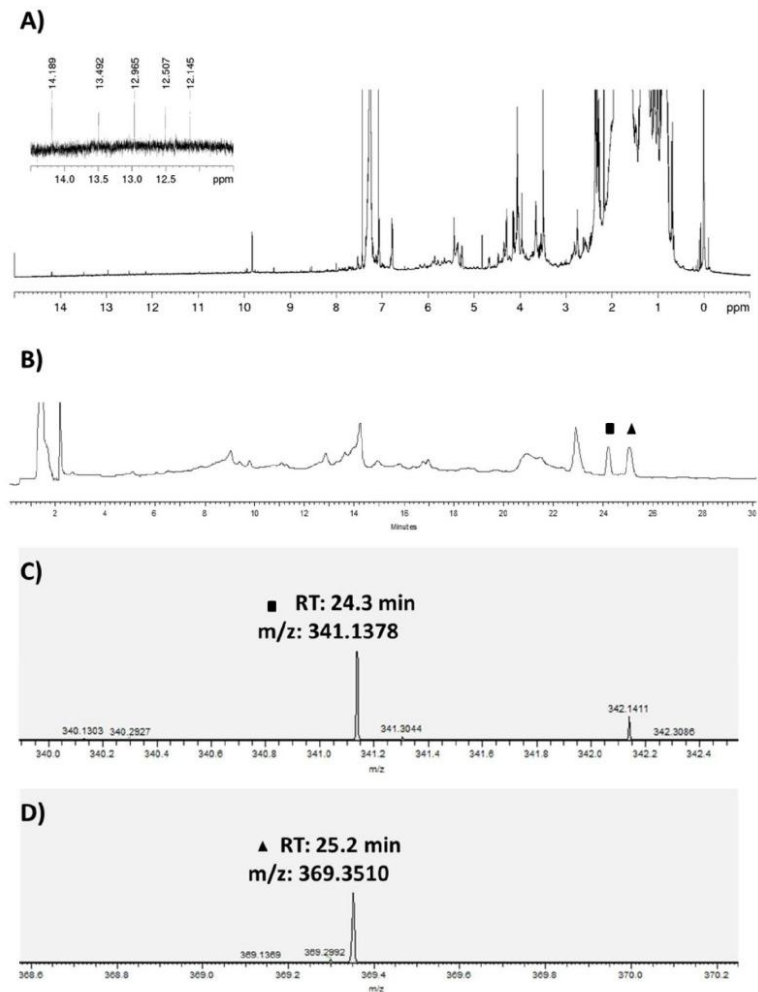 A)
14.189 13.492 12.965 12.507 12.145
14.0 13.5 13.0 12.5 ppm
14 13 12 11 10 9 8 7 6 5 4 3 2 1 0 ppm
B)
■ ▲
2 4 6 8 10 12 14 16 18 20 22 24 26 28 30
Minutes
C)
■ RT: 24.3 min
m/z: 341.1378
340.1303 340.2927 341.3044 342.1411 342.3086
340.0 340.2 340.4 340.6 340.8 341.0 341.2 341.4 341.6 341.8 342.0 342.2 342.4
m/z
D)
▲ RT: 25.2 min
m/z: 369.3510
369.1369 369.2992
368.6 368.8 369.0 369.2 369.4 369.6 369.8 370.0 370.2
m/z